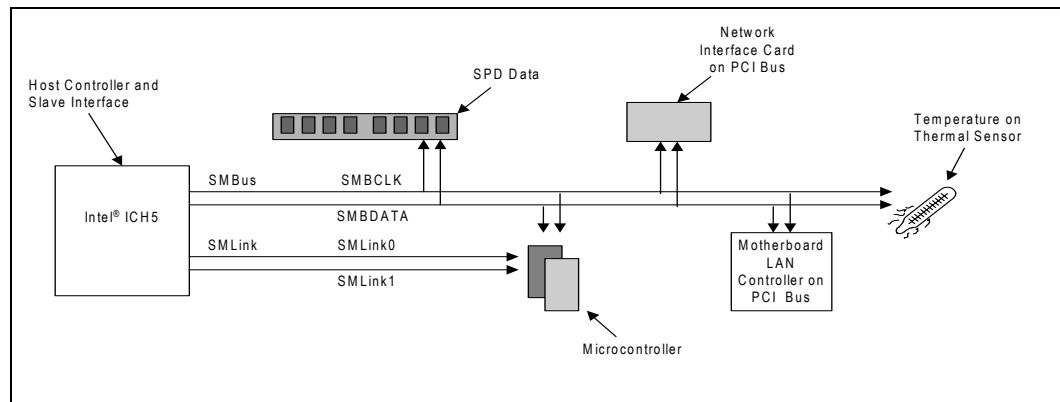 Host Controller and
Slave Interface
SPD Data
Network
Interface Card
on PCI Bus
Temperature on
Thermal Sensor
Intel® ICH5
SMBus
SMBCLK
SMBDATA
SMLink
SMLink0
SMLink1
Motherboard
LAN
Controller on
PCI Bus
Microcontroller